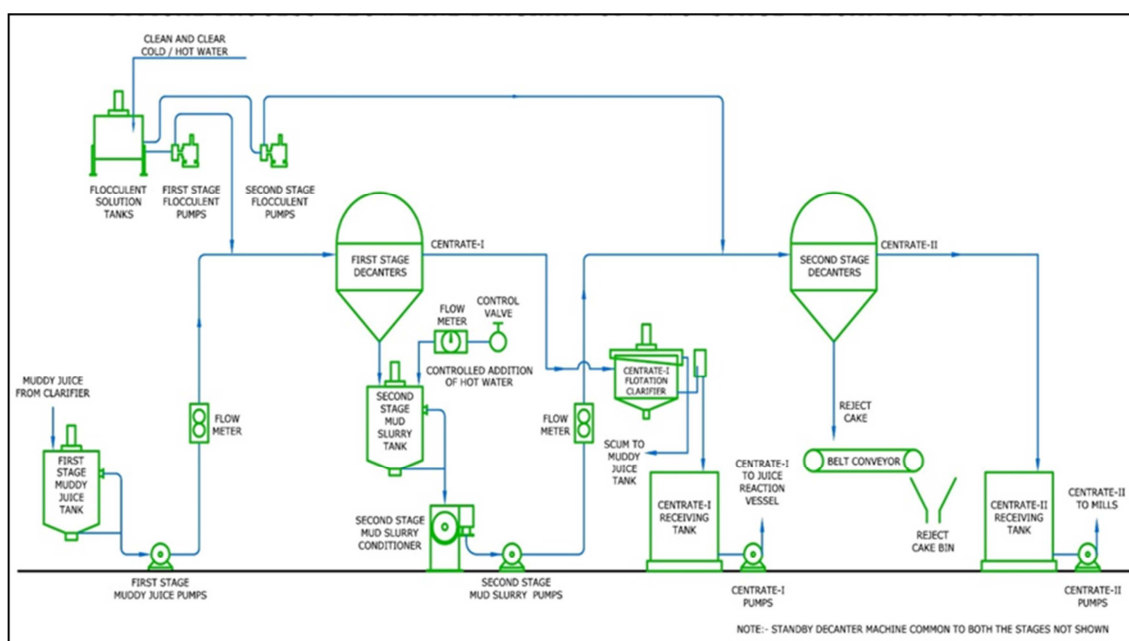 CLEAN AND CLEAR
COLD / HOT WATER
FLOCCULENT
SOLUTION
TANKS
FIRST STAGE
FLOCCULENT
PUMPS
SECOND STAGE
FLOCCULENT
PUMPS
CENTRATE-I
FIRST STAGE
DECANTERS
CENTRATE-II
SECOND STAGE
DECANTERS
FLOW
METER
CONTROL
VALVE
CONTROLLED ADDITION
OF HOT WATER
CENTRATE-I
FLOTATION
CLARIFIER
MUDDY JUICE
FROM CLARIFIER
FLOW
METER
SECOND
STAGE
MUD
SLURRY
TANK
FLOW
METER
REJECT
CAKE
SCUM TO
MUDDY JUICE
TANK
BELT CONVEYOR
FIRST
STAGE
MUDDY
JUICE
TANK
CENTRATE-I
TO JUICE
REACTION
VESSEL
CENTRATE-II
TO MILLS
CENTRATE-I
RECEIVING
TANK
CENTRATE-II
RECEIVING
TANK
SECOND STAGE
MUD SLURRY
CONDITIONER
REJECT
CAKE BIN
FIRST STAGE
MUDDY JUICE PUMPS
SECOND STAGE
MUD SLURRY PUMPS
CENTRATE-I
PUMPS
CENTRATE-II
PUMPS
NOTE:- STANDBY DECANTER MACHINE COMMON TO BOTH THE STAGES NOT SHOWN